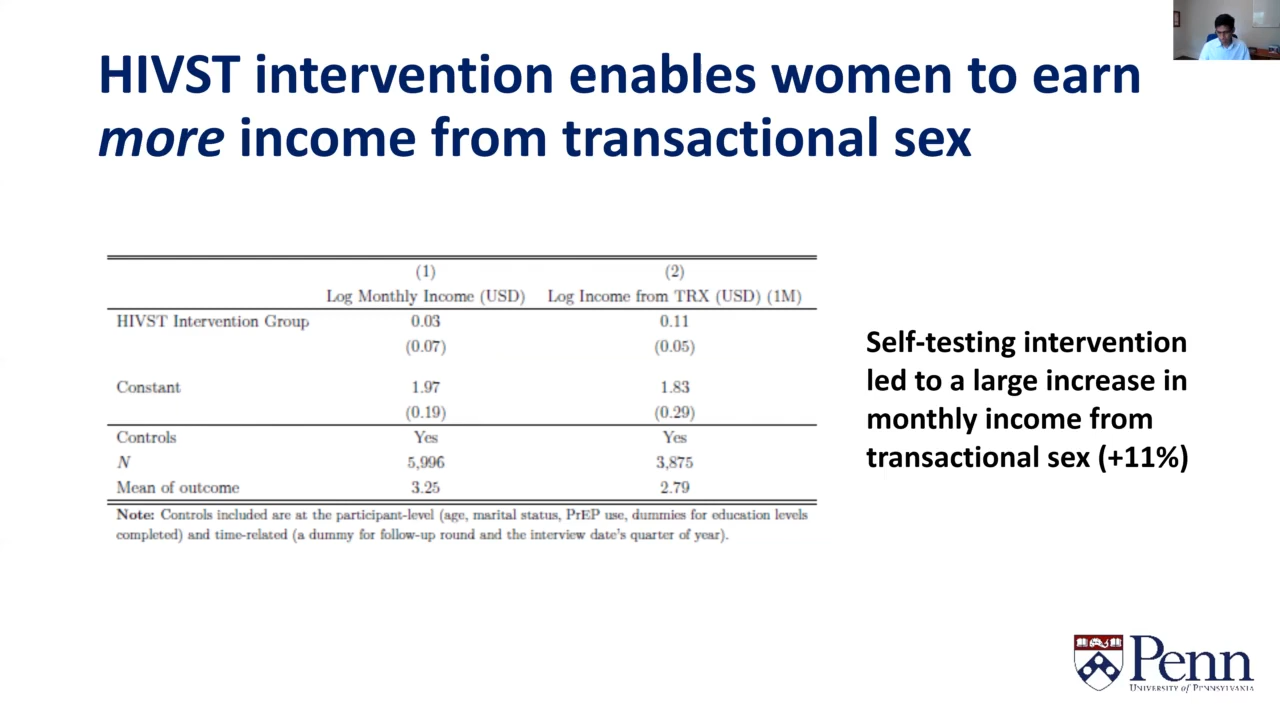 HIVST intervention enables women to earn
more income from transactional sex
(1) (2)
Log Monthly Income (USD) Log Income from TRX (USD) (1M)
HIVST Intervention Group 0.03 0.11
(0.07) (0.05)
Constant 1.97 1.83
(0.19) (0.29)
Controls Yes Yes
N 5,996 3,875
Mean of outcome 3.25 2.79
Note: Controls included are at the participant-level (age, marital status, PrEP use, dummies for education levels
completed) and time-related (a dummy for follow-up round and the interview date's quarter of year).
Self-testing intervention
led to a large increase in
monthly income from
transactional sex (+11%)
Penn
University of Pennsylvania